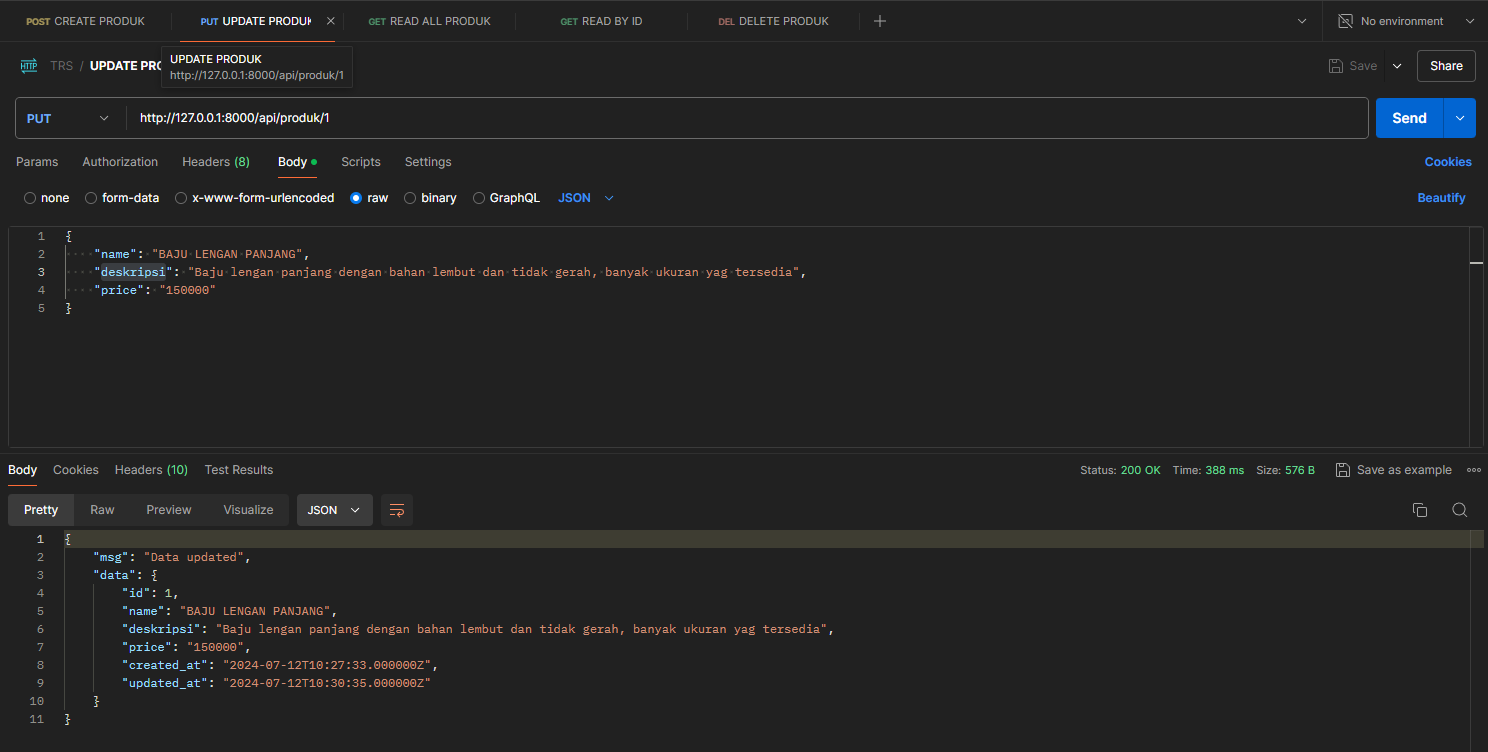 POST CREATE PRODUK
PUT UPDATE PRODUK
GET READ ALL PRODUK
GET READ BY ID
DEL DELETE PRODUK
No environment
HTTP TRS / UPDATE PRO
UPDATE PRODUK
http://127.0.0.1:8000/api/produk/1
Save
Share
PUT
http://127.0.0.1:8000/api/produk/1
Send
Params Authorization Headers (8) Body Scripts Settings
Cookies
none form-data x-www-form-urlencoded raw binary GraphQL JSON
Beautify
1 {
2 "name": "BAJU LENGAN PANJANG",
3 "deskripsi": "Baju lengan panjang dengan bahan lembut dan tidak gerah, banyak ukuran yag tersedia",
4 "price": "150000"
5 }
Body Cookies Headers (10) Test Results
Status: 200 OK Time: 388 ms Size: 576 B
Save as example
Pretty Raw Preview Visualize JSON
1 {
2 "msg": "Data updated",
3 "data": {
4 "id": 1,
5 "name": "BAJU LENGAN PANJANG",
6 "deskripsi": "Baju lengan panjang dengan bahan lembut dan tidak gerah, banyak ukuran yag tersedia",
7 "price": "150000",
8 "created_at": "2024-07-12T10:27:33.000000Z",
9 "updated_at": "2024-07-12T10:30:35.000000Z"
10 }
11 }